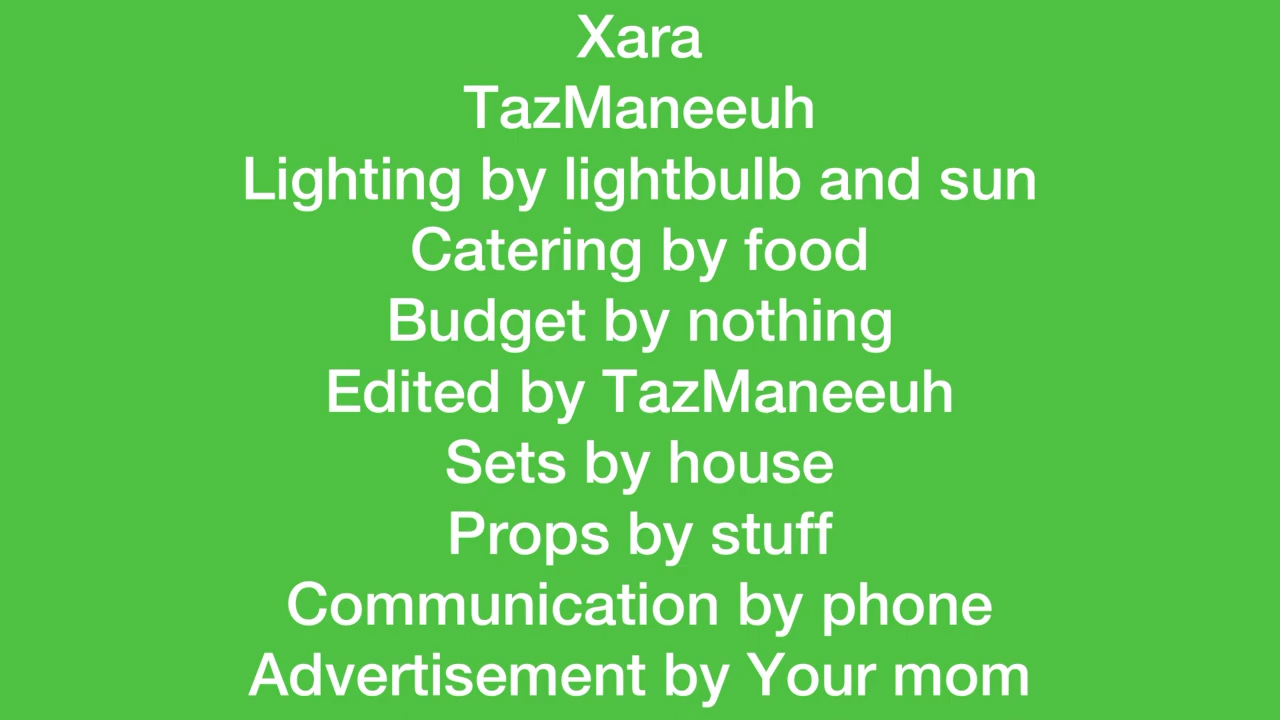 Xara
TazManeeuh
Lighting by lightbulb and sun
Catering by food
Budget by nothing
Edited by TazManeeuh
Sets by house
Props by stuff
Communication by phone
Advertisement by Your mom